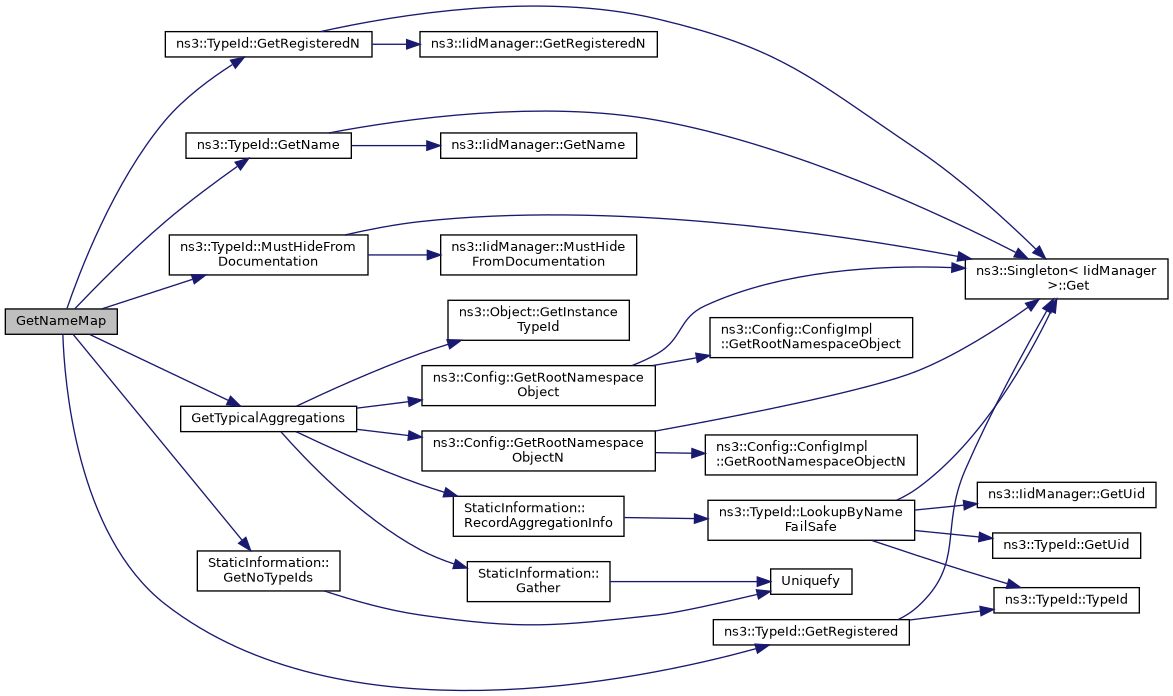 ns3::TypeId::GetRegisteredN
ns3::IidManager::GetRegisteredN
ns3::TypeId::GetName
ns3::IidManager::GetName
ns3::TypeId::MustHideFrom
Documentation
ns3::IidManager::MustHide
FromDocumentation
ns3::Singleton< IidManager
>::Get
GetNameMap
ns3::Object::GetInstance
TypeId
ns3::Config::ConfigImpl
::GetRootNamespaceObject
ns3::Config::GetRootNamespace
Object
GetTypicalAggregations
ns3::Config::GetRootNamespace
ObjectN
ns3::Config::ConfigImpl
::GetRootNamespaceObjectN
StaticInformation::
RecordAggregationInfo
ns3::TypeId::LookupByName
FailSafe
ns3::IidManager::GetUid
ns3::TypeId::GetUid
StaticInformation::
GetNoTypeIds
StaticInformation::
Gather
Uniquefy
ns3::TypeId::TypeId
ns3::TypeId::GetRegistered